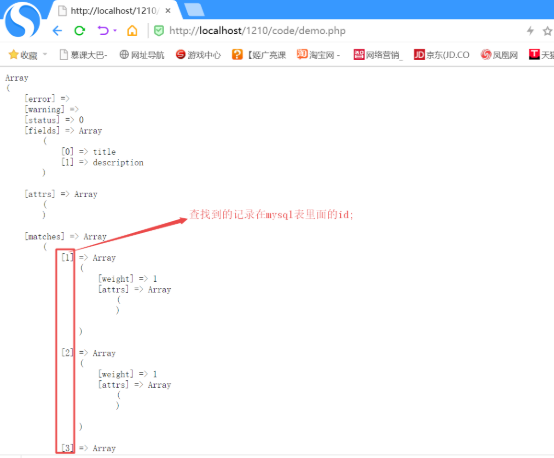 http://localhost/1210/
http://localhost/1210/code/demo.php
收藏
慕课大巴-
网址导航
游戏中心
【姬广亮课
淘宝网 -
网络营销_
京东(JD.CO
凤凰网
天猫
Array
(
[error] =>
[warning] =>
[status] => 0
[fields] => Array
(
[0] => title
[1] => description
)
[attrs] => Array
(
)
查找到的记录在mysql表里面的id;
[matches] => Array
(
[1] => Array
(
[weight] => 1
[attrs] => Array
(
)
)
[2] => Array
(
[weight] => 1
[attrs] => Array
(
)
)
[3] => Array